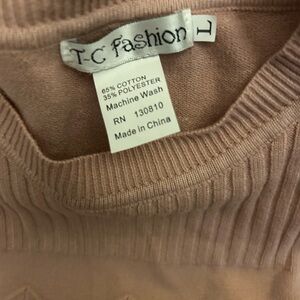 T-C Fashion
L
65% COTTON
35% POLYESTER
Machine Wash
RN 130810
Made in China